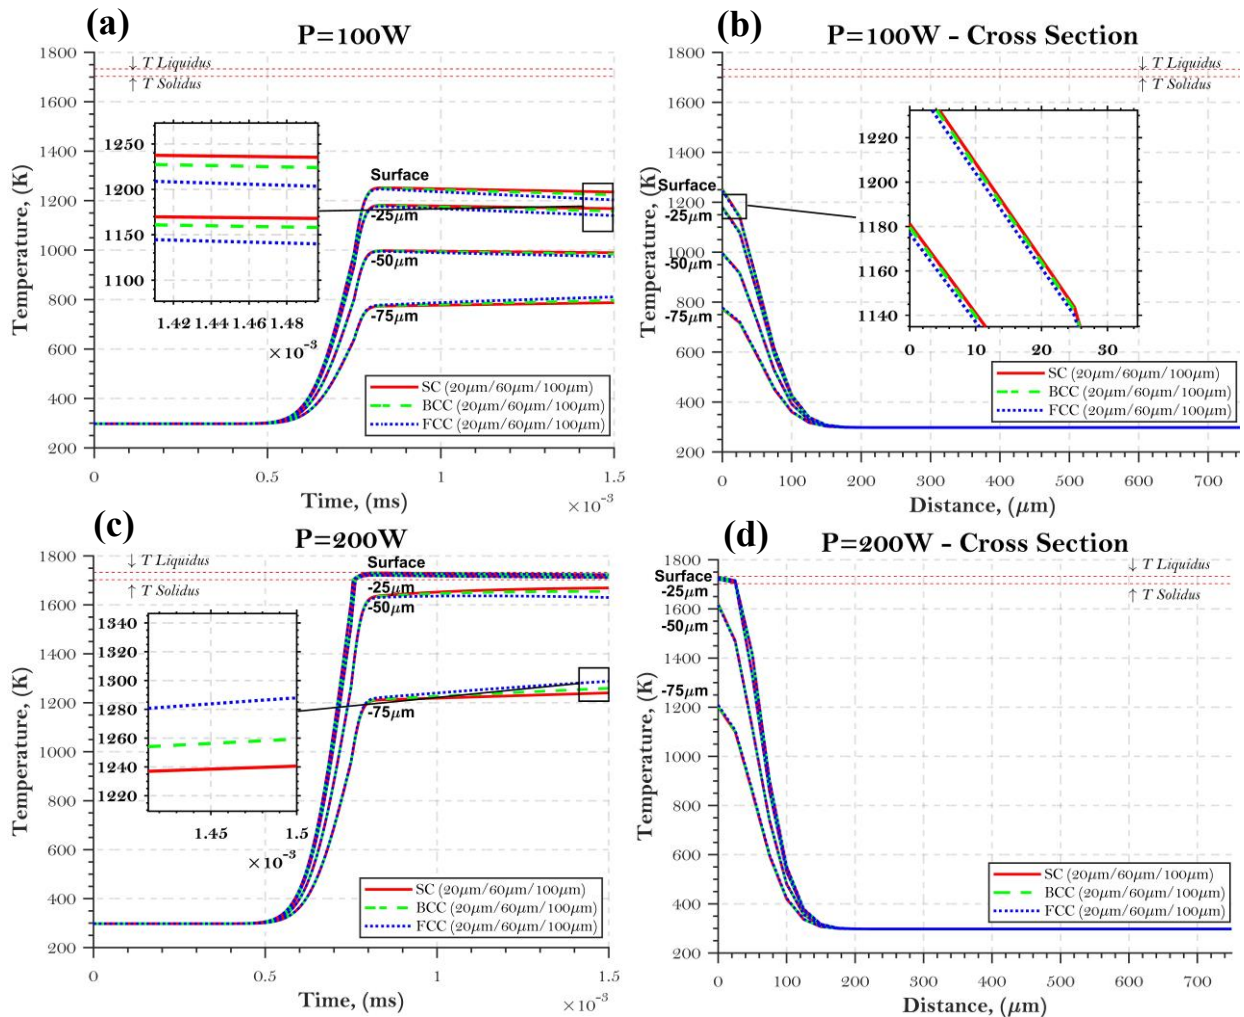 (a)
P=100W
1800
1600
1400
1200
1000
800
600
400
200
Temperature, (K)
↓ T Liquidus
↑ T Solidus
1250
1200
1150
1100
1.42 1.44 1.46 1.48
×10⁻³
Surface
-25μm
-50μm
-75μm
SC (20μm/60μm/100μm)
BCC (20μm/60μm/100μm)
FCC (20μm/60μm/100μm)
0 0.5 1 1.5
Time, (ms)
×10⁻³
(b)
P=100W - Cross Section
1800
1600
1400
1200
1000
800
600
400
200
Temperature, (K)
↓ T Liquidus
↑ T Solidus
1220
1200
1180
1160
1140
0 10 20 30
Surface
-25μm
-50μm
-75μm
SC (20μm/60μm/100μm)
BCC (20μm/60μm/100μm)
FCC (20μm/60μm/100μm)
0 100 200 300 400 500 600 700
Distance, (μm)
(c)
P=200W
1800
1600
1400
1200
1000
800
600
400
200
Temperature, (K)
↓ T Liquidus
↑ T Solidus
1340
1320
1300
1280
1260
1240
1220
1.45 1.5
×10⁻³
Surface
-25μm
-50μm
-75μm
SC (20μm/60μm/100μm)
BCC (20μm/60μm/100μm)
FCC (20μm/60μm/100μm)
0 0.5 1 1.5
Time, (ms)
×10⁻³
(d)
P=200W - Cross Section
1800
1600
1400
1200
1000
800
600
400
200
Temperature, (K)
↓ T Liquidus
↑ T Solidus
Surface
-25μm
-50μm
-75μm
SC (20μm/60μm/100μm)
BCC (20μm/60μm/100μm)
FCC (20μm/60μm/100μm)
0 100 200 300 400 500 600 700
Distance, (μm)